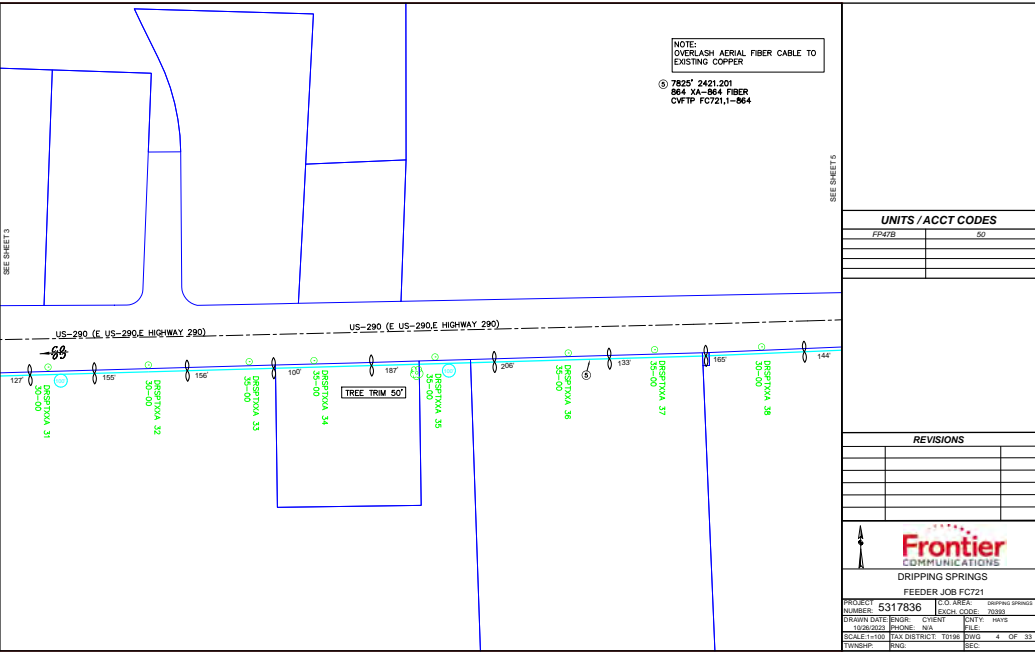 NOTE:
OVERLASH AERIAL FIBER CABLE TO
EXISTING COPPER
5 7825' 2421.201
864 XA-864 FIBER
CVFTP FC721,1-864
SEE SHEET 3
SEE SHEET 5
US-290 (E US-290,E HIGHWAY 290)
US-290 (E US-290,E HIGHWAY 290)
127'
155'
156'
100'
187'
206'
133'
165'
144'
DRSPTXXA 31
30-00
DRSPTXXA 32
30-00
DRSPTXXA 33
35-00
DRSPTXXA 34
35-00
DRSPTXXA 35
35-00
DRSPTXXA 36
35-00
DRSPTXXA 37
35-00
DRSPTXXA 38
30-00
TREE TRIM 50'
5
UNITS / ACCT CODES
FP47B 50
REVISIONS
Frontier
COMMUNICATIONS
DRIPPING SPRINGS
FEEDER JOB FC721
PROJECT NUMBER: 5317836 C.O. AREA: DRIPPING SPRINGS
EXCH. CODE: 70393
DRAWN DATE: 10/26/2023 ENGR: CYIENT CNTY: HAYS
PHONE: N/A FILE:
SCALE:1=100 TAX DISTRICT: T0196 DWG 4 OF 33
TWNSHP: RNG: SEC: